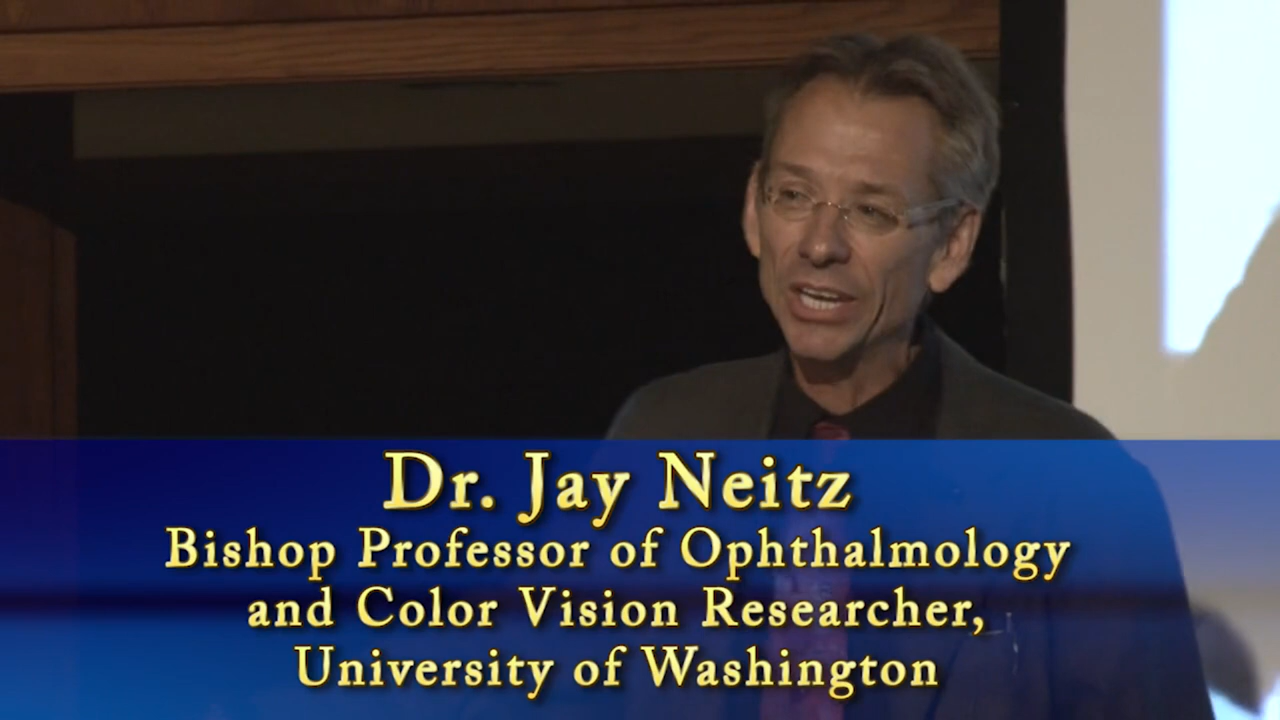 Dr. Jay Neitz
Bishop Professor of Ophthalmology
and Color Vision Researcher,
University of Washington